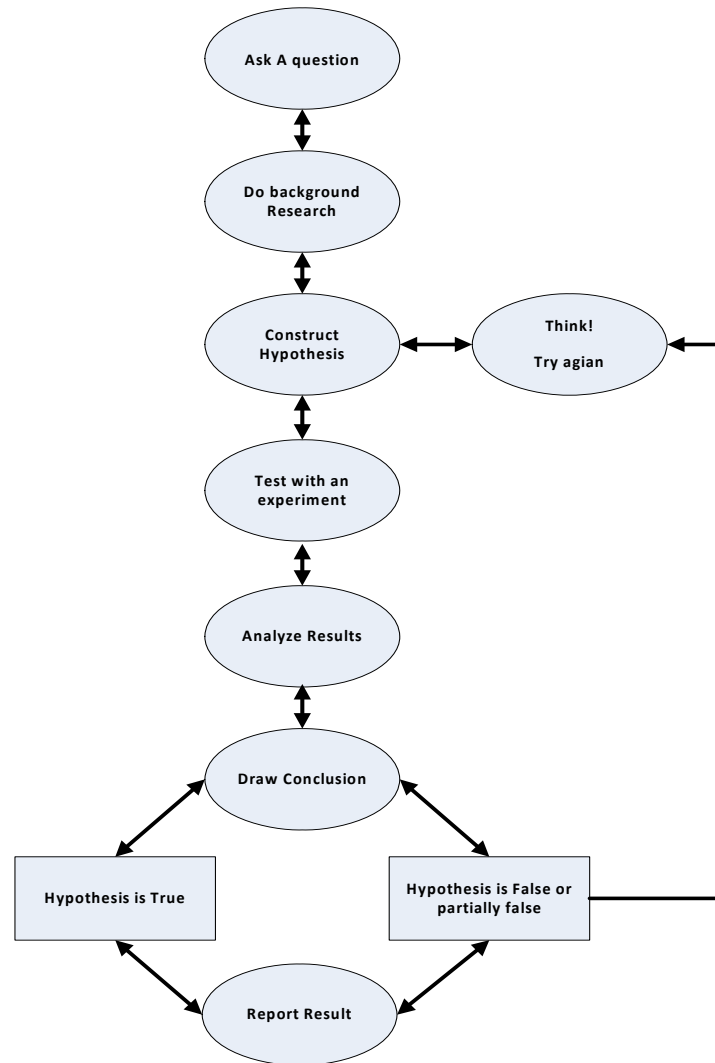 Ask A question
Do background
Research
Construct
Hypothesis
Think!
Try agian
Test with an
experiment
Analyze Results
Draw Conclusion
Hypothesis is True
Hypothesis is False or
partially false
Report Result